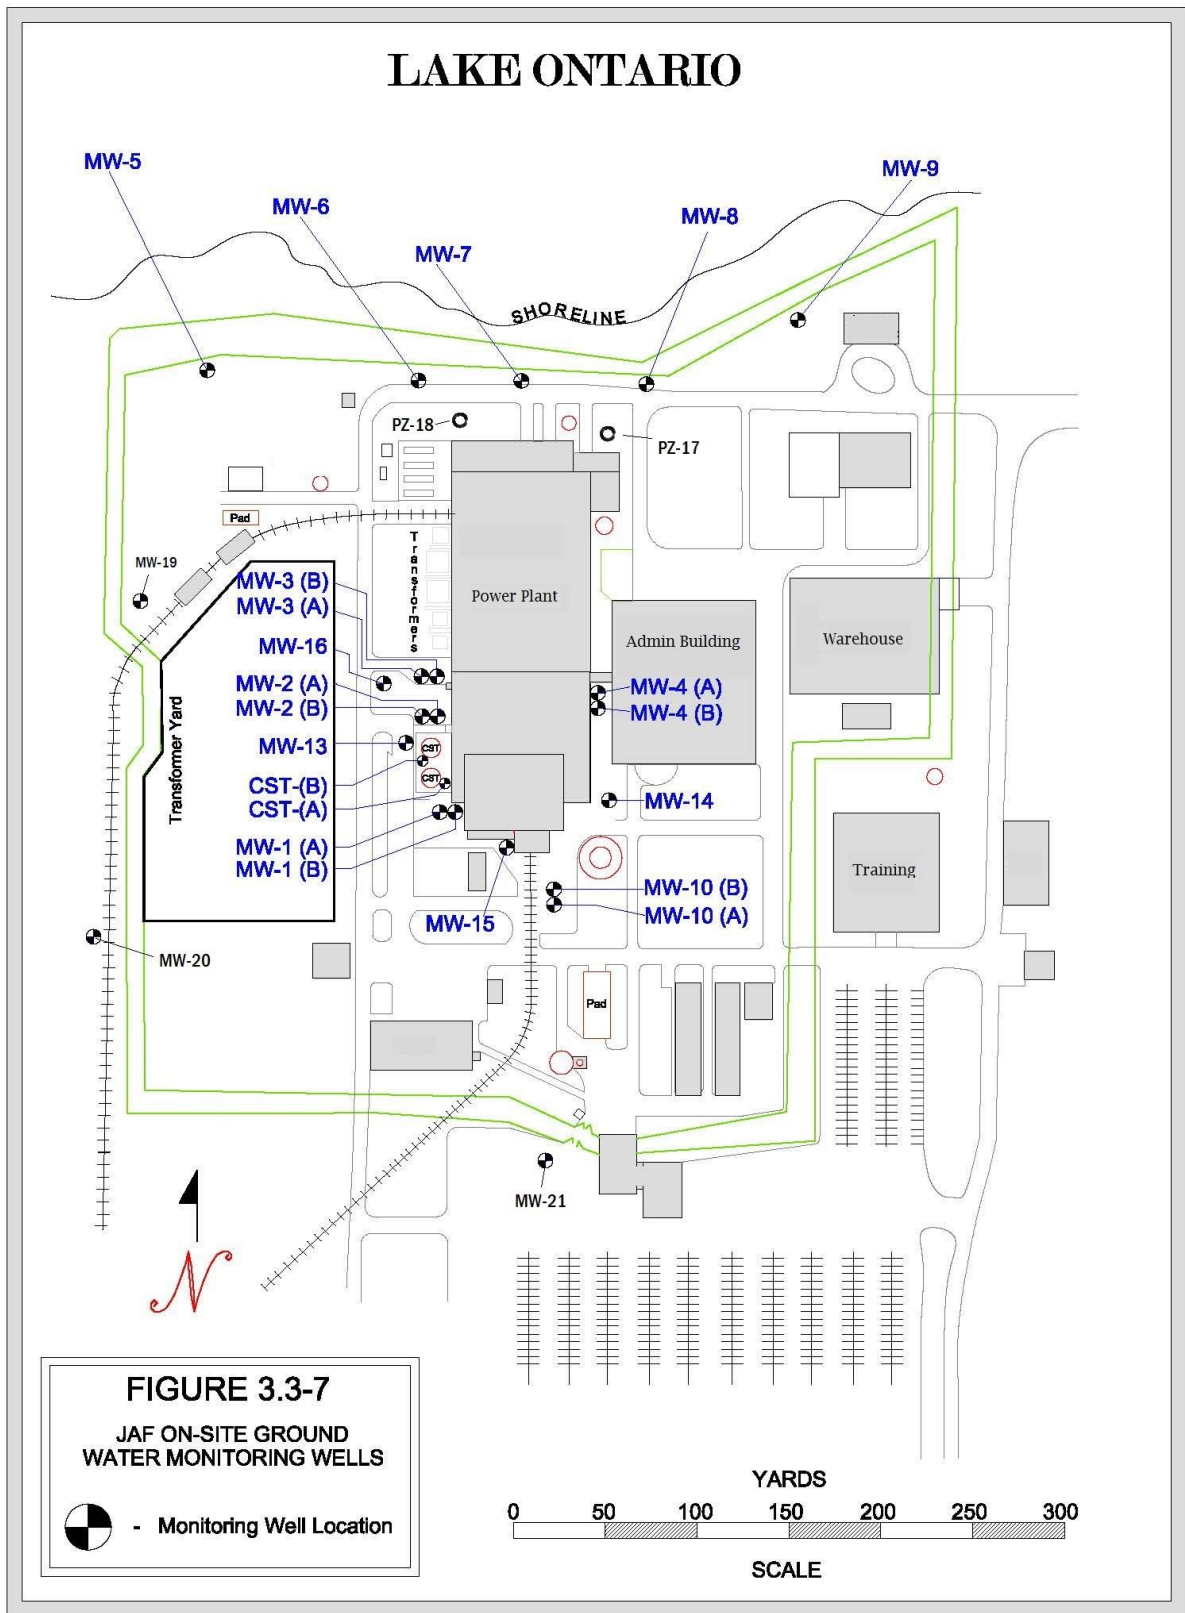 LAKE ONTARIO
MW-5
MW-9
MW-6
MW-8
MW-7
SHORELINE
PZ-18
PZ-17
Pad
Transformers
MW-19
MW-3 (B)
MW-3 (A)
Power Plant
Admin Building
Warehouse
MW-16
MW-2 (A)
MW-2 (B)
MW-4 (A)
MW-4 (B)
Transformer Yard
MW-13
CST
CST
CST-(B)
CST-(A)
MW-14
MW-1 (A)
MW-1 (B)
Training
MW-10 (B)
MW-10 (A)
MW-15
MW-20
Pad
MW-21
N
FIGURE 3.3-7
JAF ON-SITE GROUND
WATER MONITORING WELLS
- Monitoring Well Location
YARDS
0 50 100 150 200 250 300
SCALE